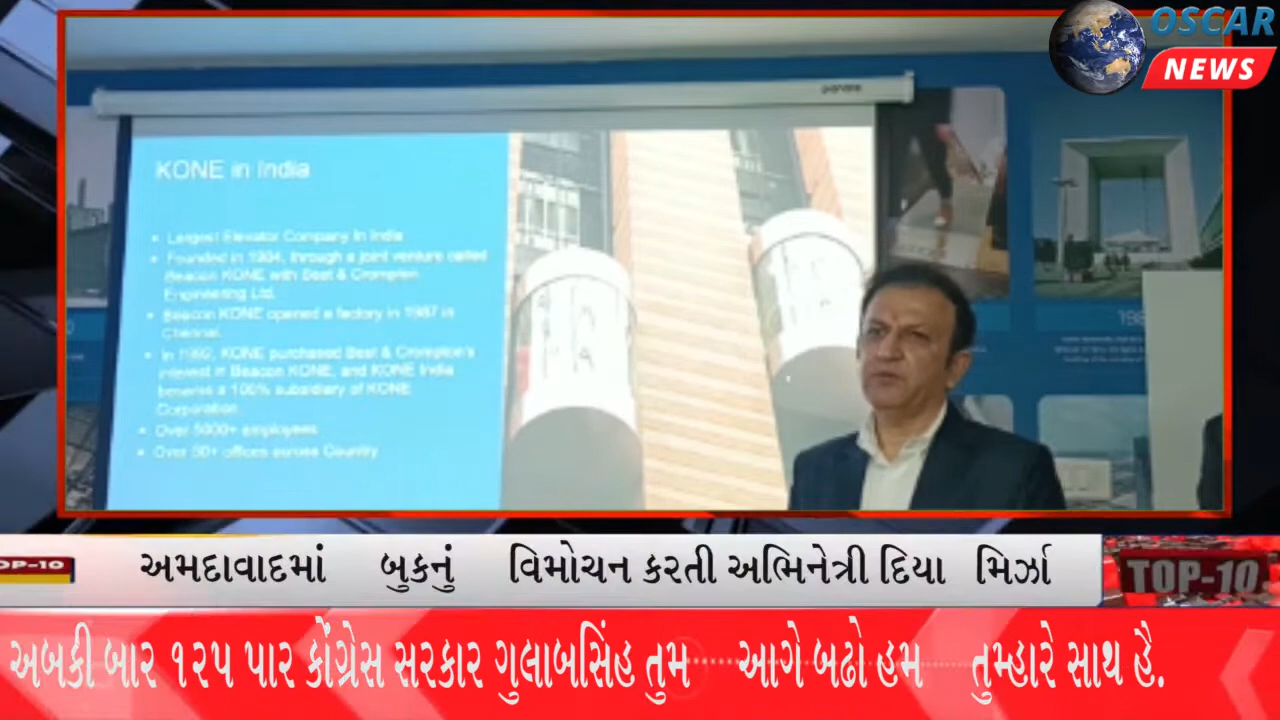 OSCAR
NEWS
KONE in India
• Largest Elevator Company in India
• Founded in 1984, through a joint venture called
Beacon KONE with Best & Crompton
Engineering Ltd.
• Beacon KONE opened a factory in 1987 in
Chennai.
• In 1992, KONE purchased Best & Crompton's
interest in Beacon KONE, and KONE India
became a 100% subsidiary of KONE
Corporation
• Over 5000+ employees
• Over 50+ offices across Country
OP-10
અમદાવાદમાં બુકનું વિમોચન કરતી અભિનેત્રી દિયા મિર્ઝા
TOP-10
અબકી બાર ૧૨૫ પાર કોંગ્રેસ સરકાર ગુલાબસિંહ તુમ આગે બઢો હમ તુમ્હારે સાથ હૈ.